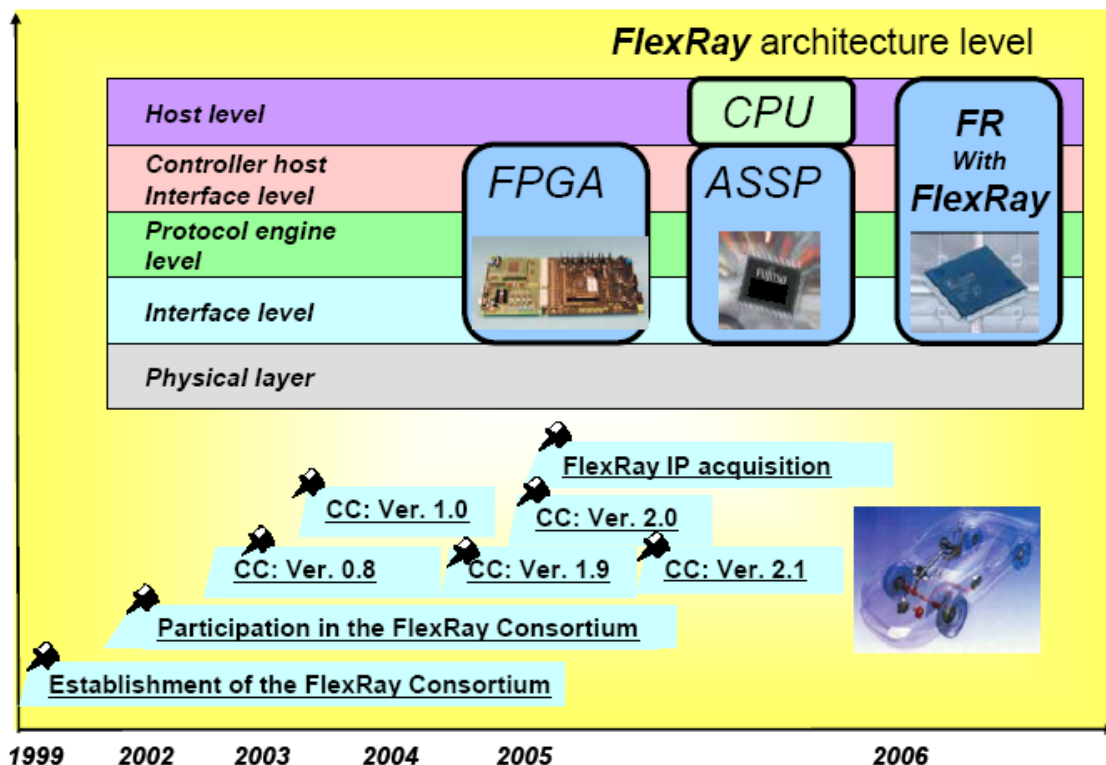 FlexRay architecture level
Host level
CPU
FR
With
FlexRay
Controller host
Interface level
FPGA
ASSP
Protocol engine
level
FUJITSU
Interface level
Physical layer
FlexRay IP acquisition
CC: Ver. 1.0
CC: Ver. 2.0
CC: Ver. 0.8
CC: Ver. 1.9
CC: Ver. 2.1
Participation in the FlexRay Consortium
Establishment of the FlexRay Consortium
1999 2002 2003 2004 2005 2006